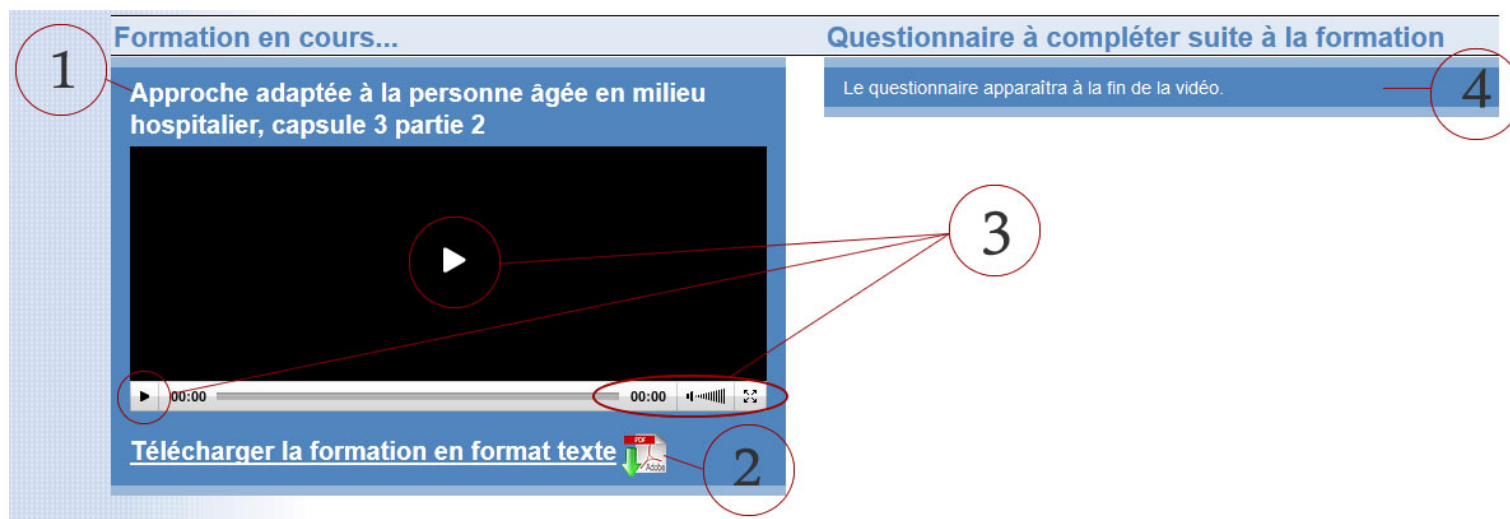 1
Formation en cours...
Approche adaptée à la personne âgée en milieu
hospitalier, capsule 3 partie 2
00:00
00:00
Télécharger la formation en format texte
PDF
Adobe
2
3
Questionnaire à compléter suite à la formation
Le questionnaire apparaîtra à la fin de la vidéo.
4